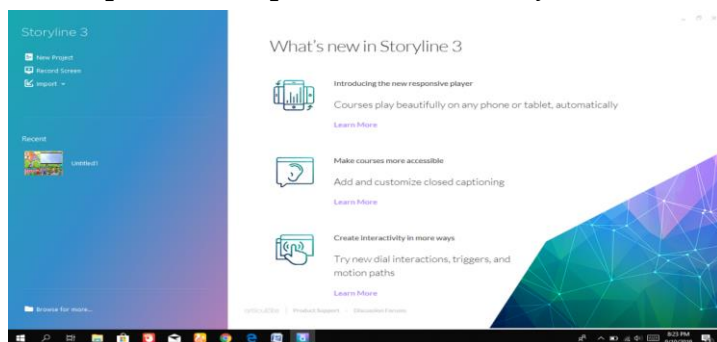 Storyline 3
New Project
Record Screen
Import
Recent
Untitled1
Browse for more...
What's new in Storyline 3
Introducing the new responsive player
Courses play beautifully on any phone or tablet, automatically
Learn More
Make courses more accessible
Add and customize closed captioning
Learn More
Create interactivity in more ways
Try new dial interactions, triggers, and
motion paths
Learn More
articulate | Product Support · Discussion Forums
8:23 PM